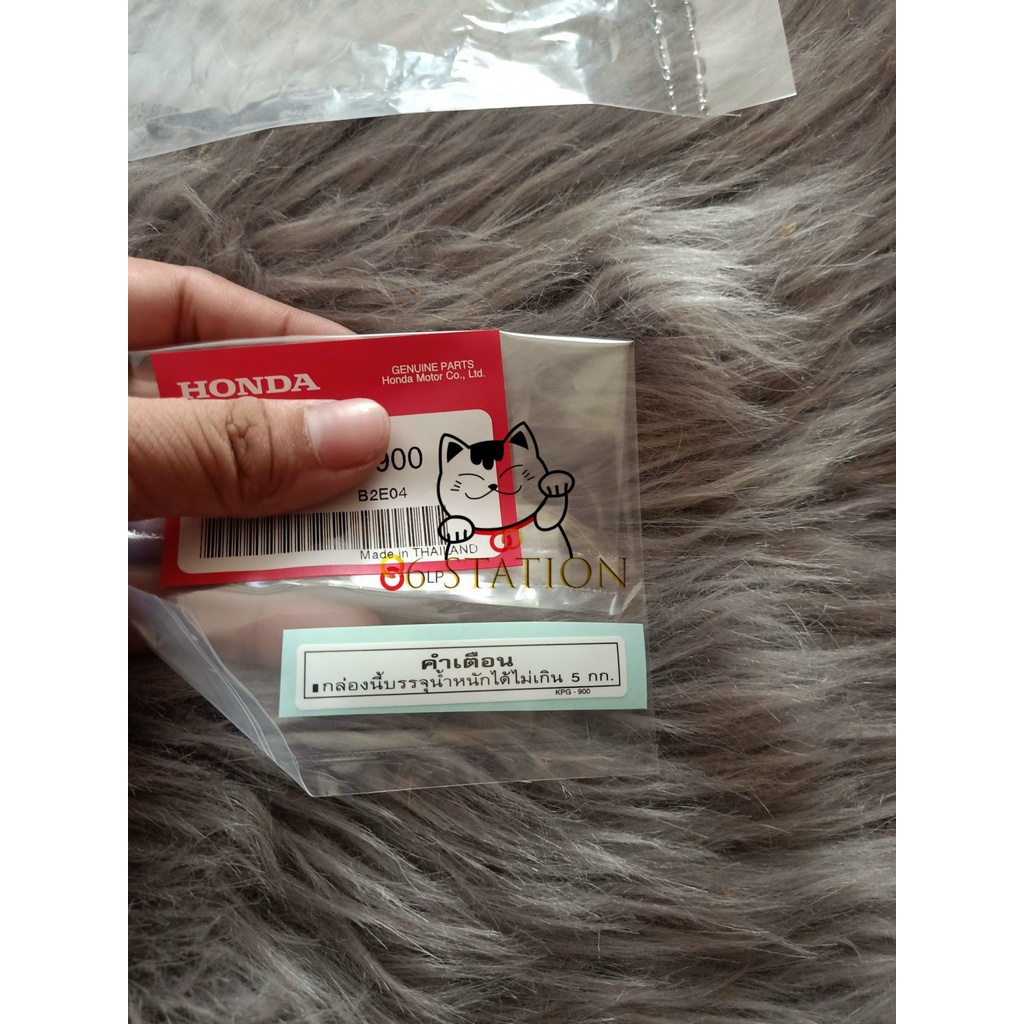 HONDA
GENUINE PARTS
Honda Motor Co., Ltd.
900
B2E04
Made in THAILAND
86LP STATION
คำเตือน
กล่องนี้บรรจุน้ำหนักได้ไม่เกิน 5 กก.
KPG - 900